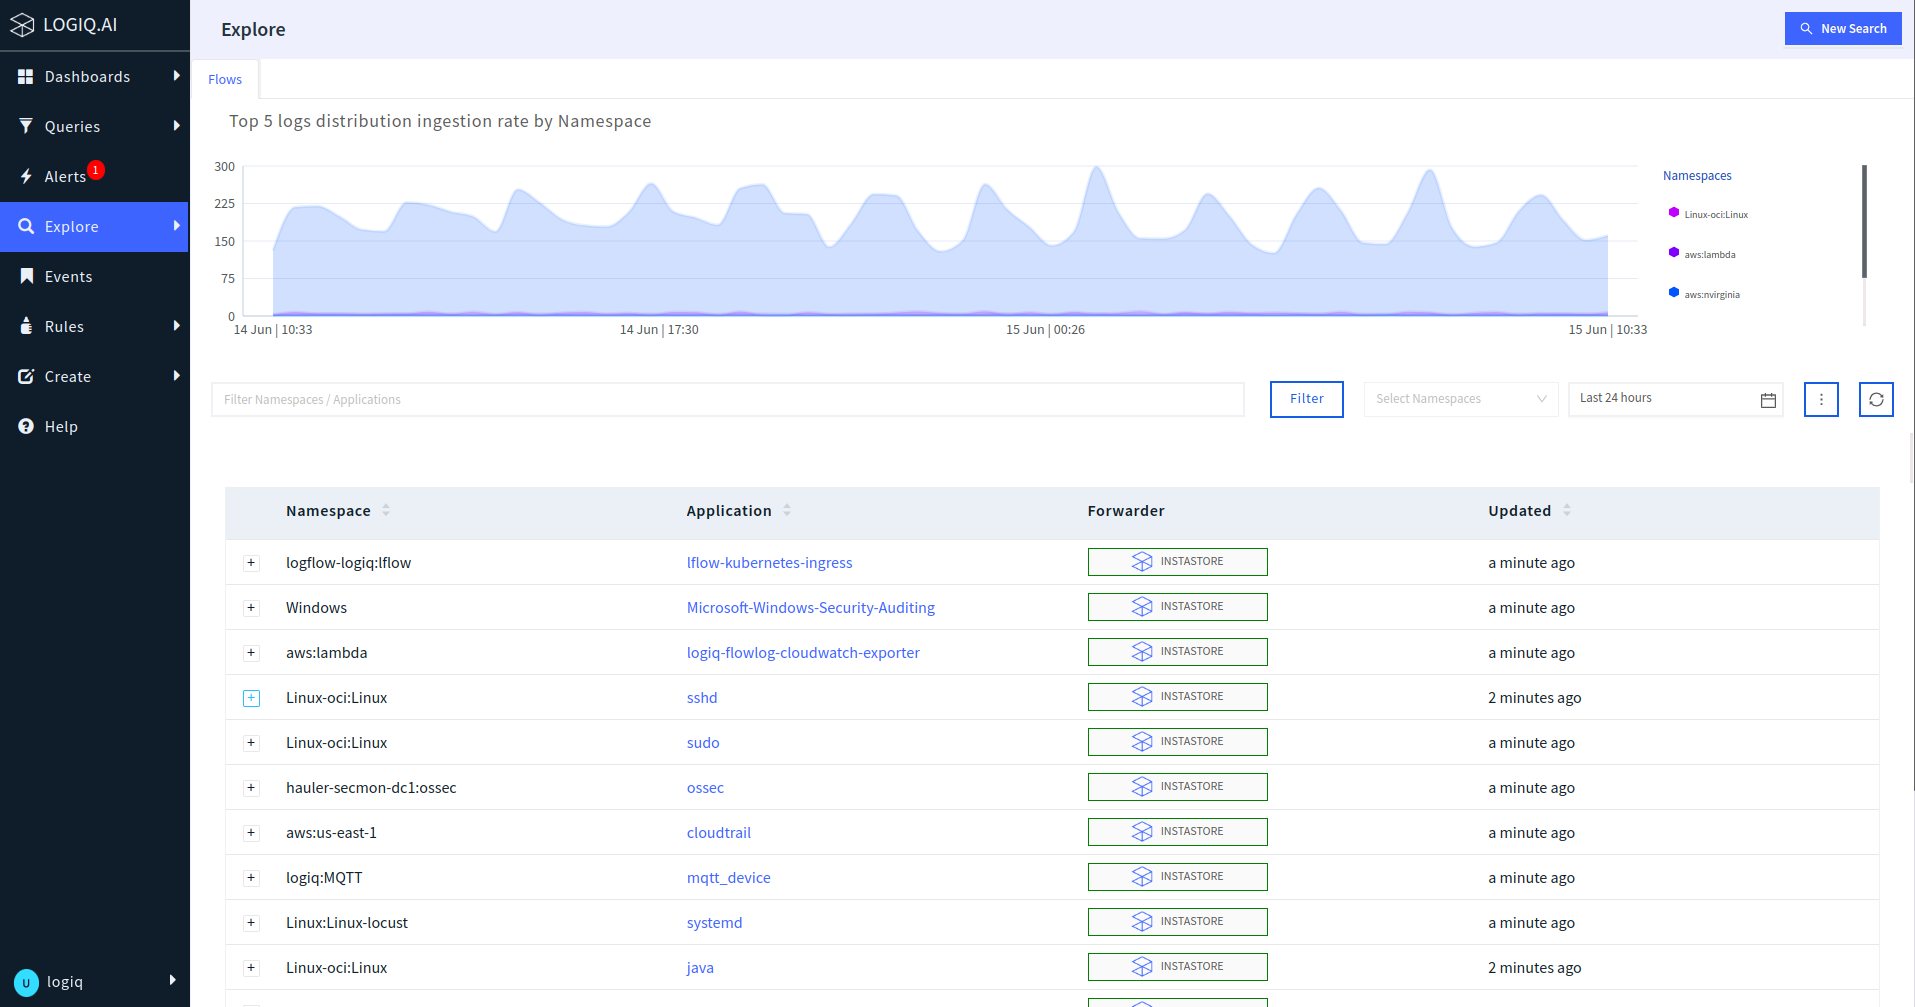 LOGIQ.AI
Dashboards
Queries
Alerts 1
Explore
Events
Rules
Create
Help
U logiq
Explore
New Search
Flows
Top 5 logs distribution ingestion rate by Namespace
300
225
150
75
0
14 Jun | 10:33 14 Jun | 17:30 15 Jun | 00:26 15 Jun | 10:33
Namespaces
Linux-oci:Linux
aws:lambda
aws:nvirginia
Filter Namespaces / Applications Filter Select Namespaces Last 24 hours
Namespace Application Forwarder Updated
+ logflow-logiq:lflow lflow-kubernetes-ingress INSTASTORE a minute ago
+ Windows Microsoft-Windows-Security-Auditing INSTASTORE a minute ago
+ aws:lambda logiq-flowlog-cloudwatch-exporter INSTASTORE a minute ago
+ Linux-oci:Linux sshd INSTASTORE 2 minutes ago
+ Linux-oci:Linux sudo INSTASTORE a minute ago
+ hauler-secmon-dc1:ossec ossec INSTASTORE a minute ago
+ aws:us-east-1 cloudtrail INSTASTORE a minute ago
+ logiq:MQTT mqtt_device INSTASTORE a minute ago
+ Linux:Linux-locust systemd INSTASTORE a minute ago
+ Linux-oci:Linux java INSTASTORE 2 minutes ago